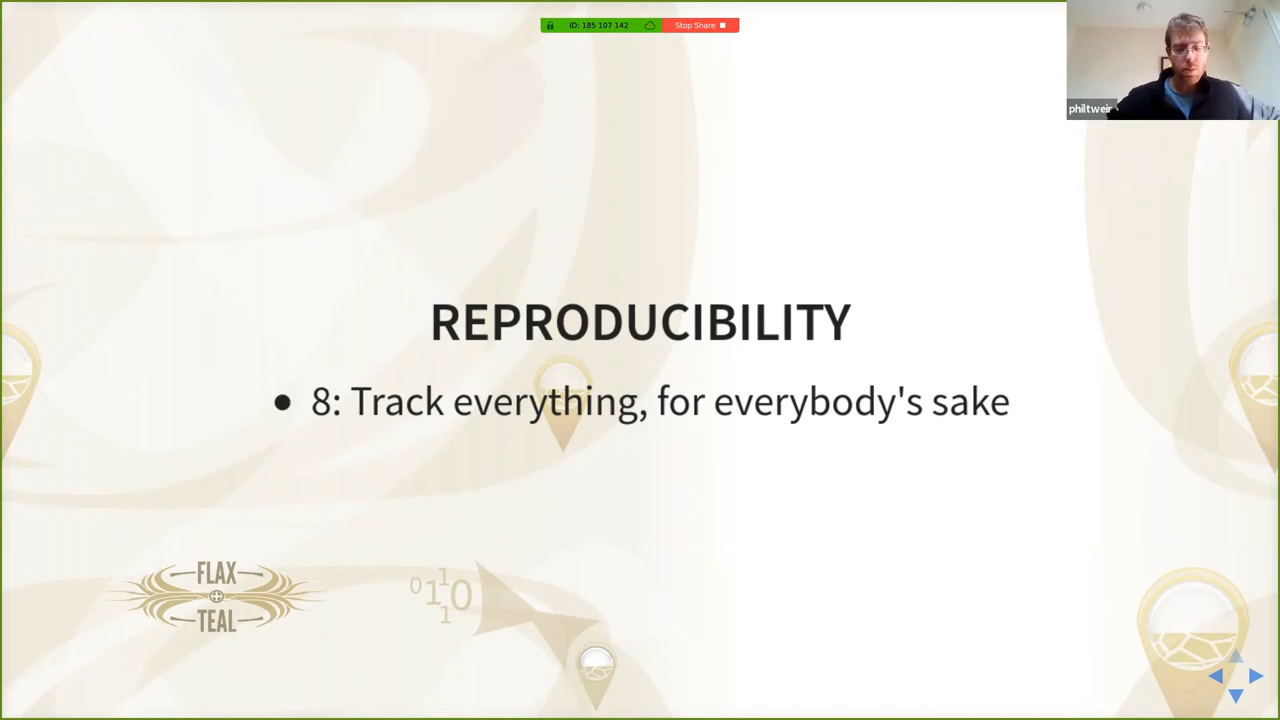 ID: 185 107 142
Stop Share
philtweir
REPRODUCIBILITY
• 8: Track everything, for everybody's sake
FLAX
TEAL
0 1 1 0
1